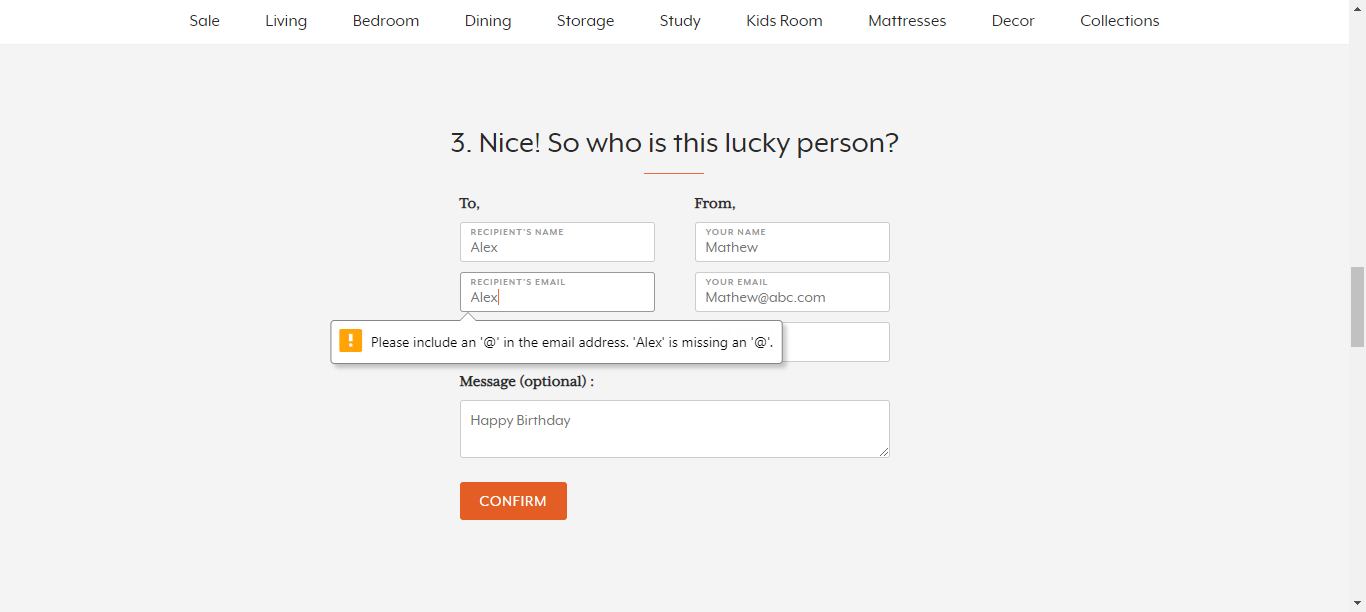 Sale Living Bedroom Dining Storage Study Kids Room Mattresses Decor Collections
3. Nice! So who is this lucky person?
To, From,
RECIPIENT'S NAME YOUR NAME
Alex Mathew
RECIPIENT'S EMAIL YOUR EMAIL
Alex Mathew@abc.com
Please include an '@' in the email address. 'Alex' is missing an '@'.
Message (optional) :
Happy Birthday
CONFIRM